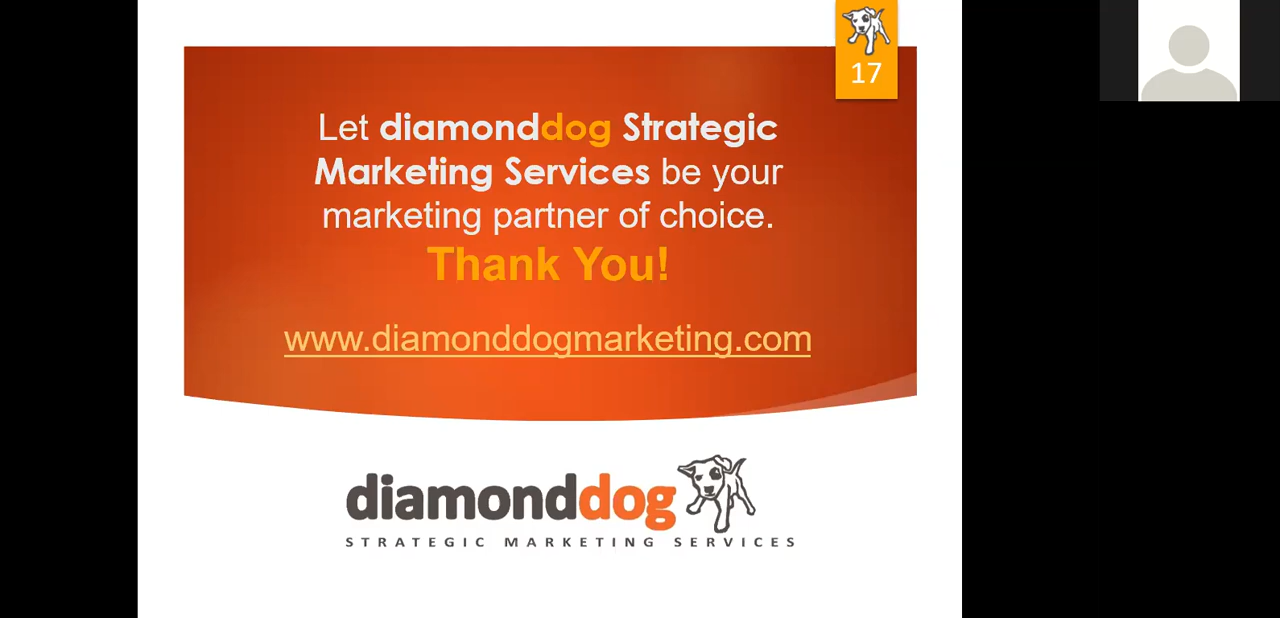 17
Let diamonddog Strategic
Marketing Services be your
marketing partner of choice.
Thank You!
www.diamonddogmarketing.com
diamonddog
STRATEGIC MARKETING SERVICES